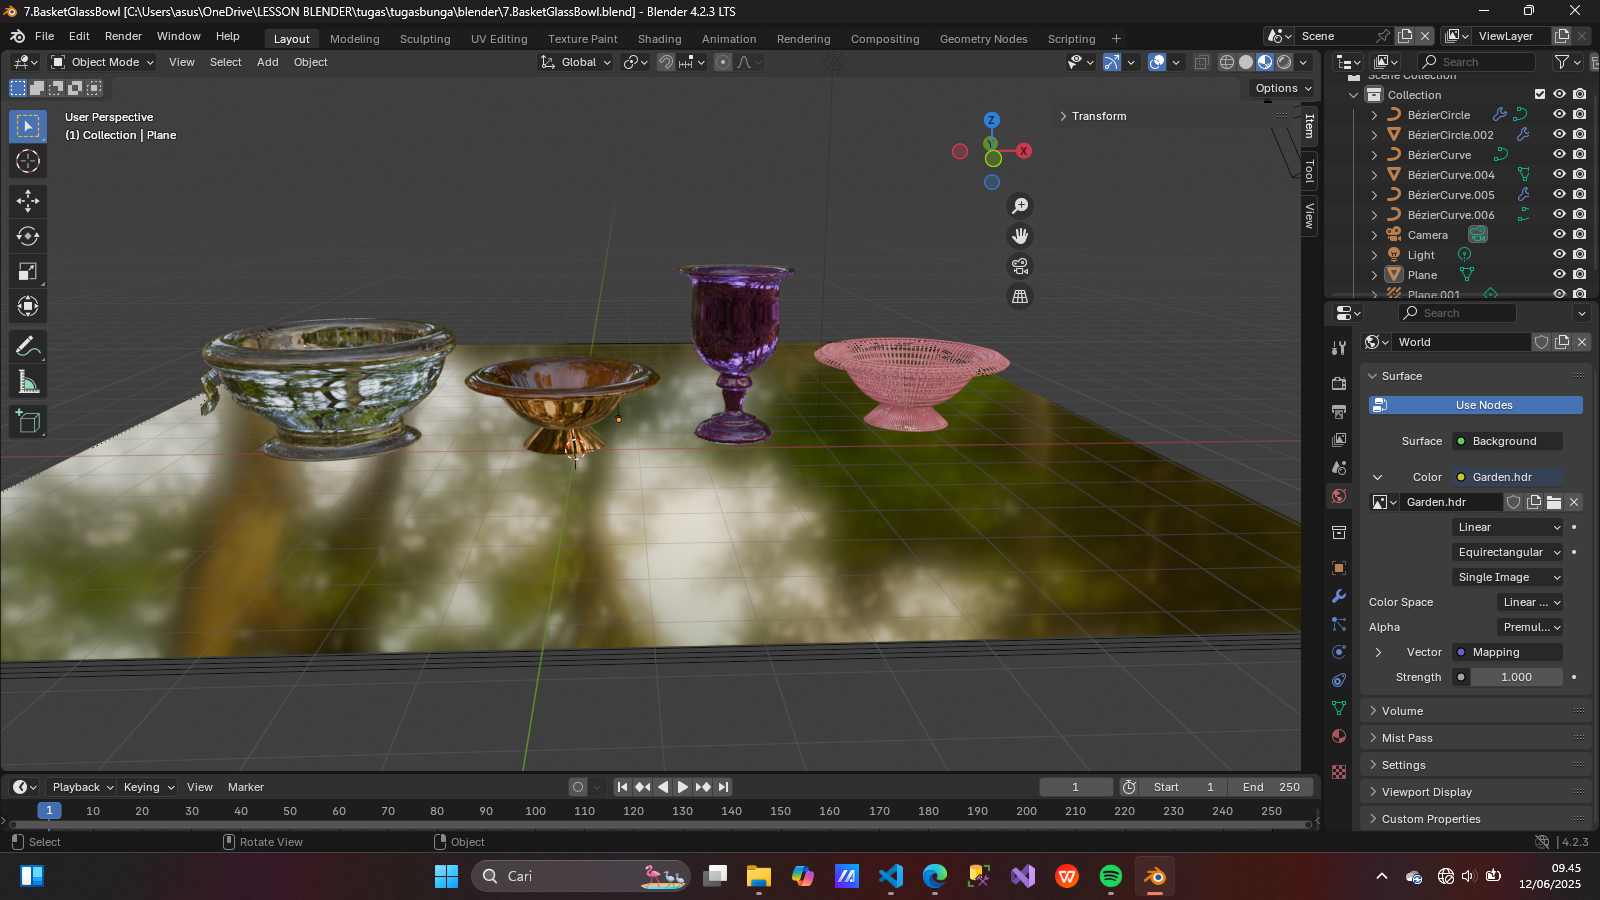 7.BasketGlassBowl [C:\Users\asus\OneDrive\LESSON BLENDER\tugas\tugasbunga\blender\7.BasketGlassBowl.blend] - Blender 4.2.3 LTS
File Edit Render Window Help
Layout Modeling Sculpting UV Editing Texture Paint Shading Animation Rendering Compositing Geometry Nodes Scripting +
Scene ViewLayer
Object Mode View Select Add Object Global
Search
Options
Scene Collection
User Perspective
(1) Collection | Plane
Transform
Item
Tool
View
Z
X
Collection
BézierCircle
BézierCircle.002
BézierCurve
BézierCurve.004
BézierCurve.005
BézierCurve.006
Camera
Light
Plane
Plane.001
Search
World
Surface
Use Nodes
Surface Background
Color Garden.hdr
Garden.hdr
Linear
Equirectangular
Single Image
Color Space Linear ...
Alpha Premul...
Vector Mapping
Strength 1.000
Volume
Mist Pass
Settings
Viewport Display
Custom Properties
Playback Keying View Marker
1 Start 1 End 250
1 10 20 30 40 50 60 70 80 90 100 110 120 130 140 150 160 170 180 190 200 210 220 230 240 250
Select Rotate View Object 4.2.3
Cari
09.45
12/06/2025